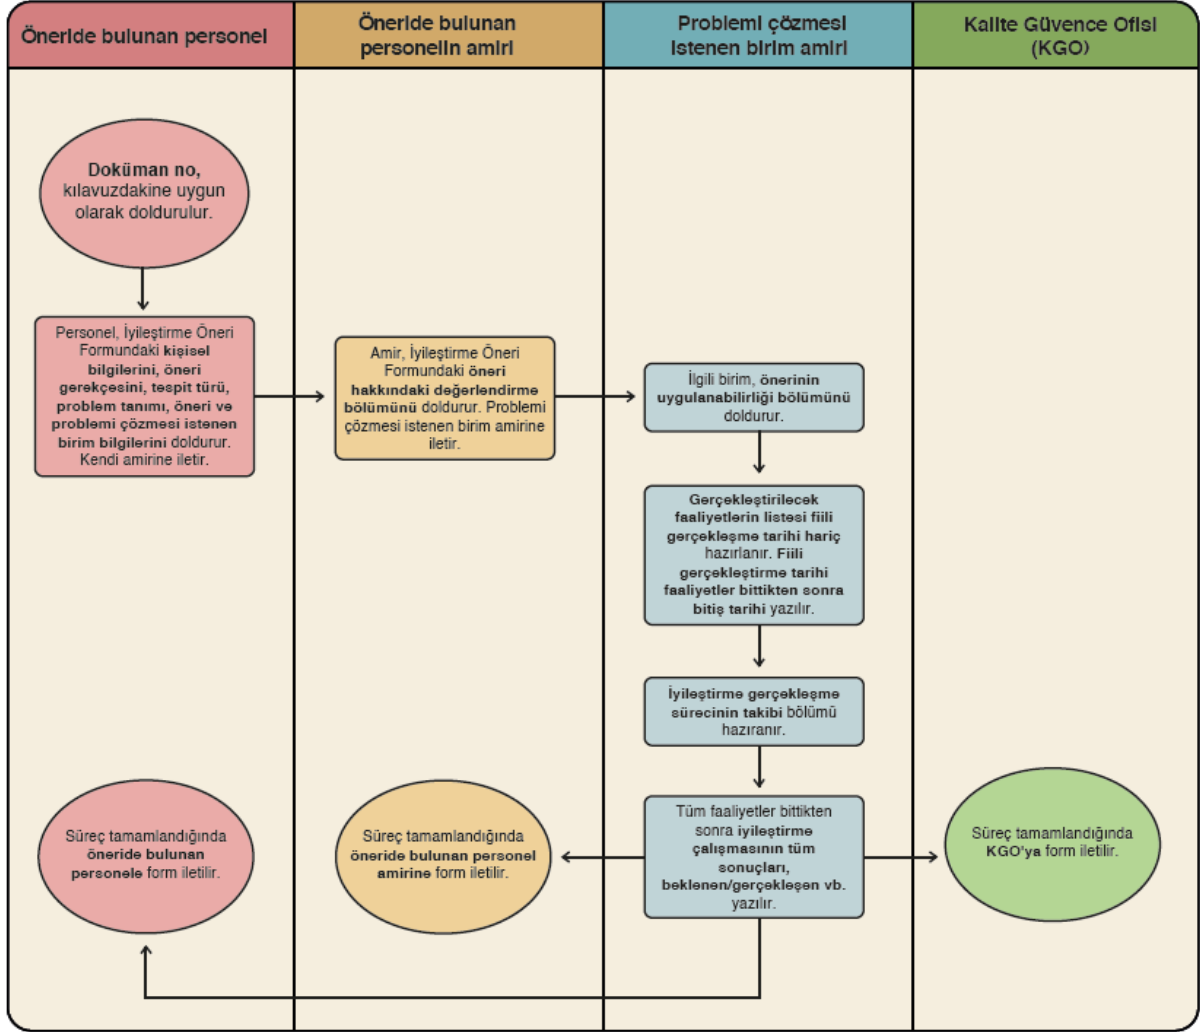 Öneride bulunan personel
Öneride bulunan
personelin amiri
Problemi çözmesi
istenen birim amiri
Kalite Güvence Ofisi
(KGO)
Doküman no,
kılavuzdakine uygun
olarak doldurulur.
Personel, İyileştirme Öneri
Formundaki kişisel
bilgilerini, öneri
gerekçesini, tespit türü,
problem tanımı, öneri ve
problemi çözmesi istenen
birim bilgilerini doldurur.
Kendi amirine iletir.
Amir, İyileştirme Öneri
Formundaki öneri
hakkındaki değerlendirme
bölümünü doldurur. Problemi
çözmesi istenen birim amirine
iletir.
İlgili birim, önerinin
uygulanabilirliği bölümünü
doldurur.
Gerçekleştirilecek
faaliyetlerin listesi fiili
gerçekleşme tarihi hariç
hazırlanır. Fiili
gerçekleştirme tarihi
faaliyetler bittikten sonra
bitiş tarihi yazılır.
İyileştirme gerçekleşme
sürecinin takibi bölümü
hazıranır.
Süreç tamamlandığında
öneride bulunan
personele form iletilir.
Süreç tamamlandığında
öneride bulunan personel
amirine form iletilir.
Tüm faaliyetler bittikten
sonra iyileştirme
çalışmasının tüm
sonuçları,
beklenen/gerçekleşen vb.
yazılır.
Süreç tamamlandığında
KGO'ya form iletilir.